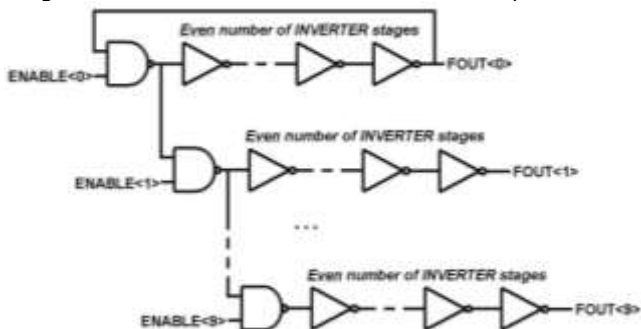 Even number of INVERTER stages
ENABLE<0>
FOUT<0>
Even number of INVERTER stages
ENABLE<1>
FOUT<1>
...
Even number of INVERTER stages
ENABLE<9>
FOUT<9>